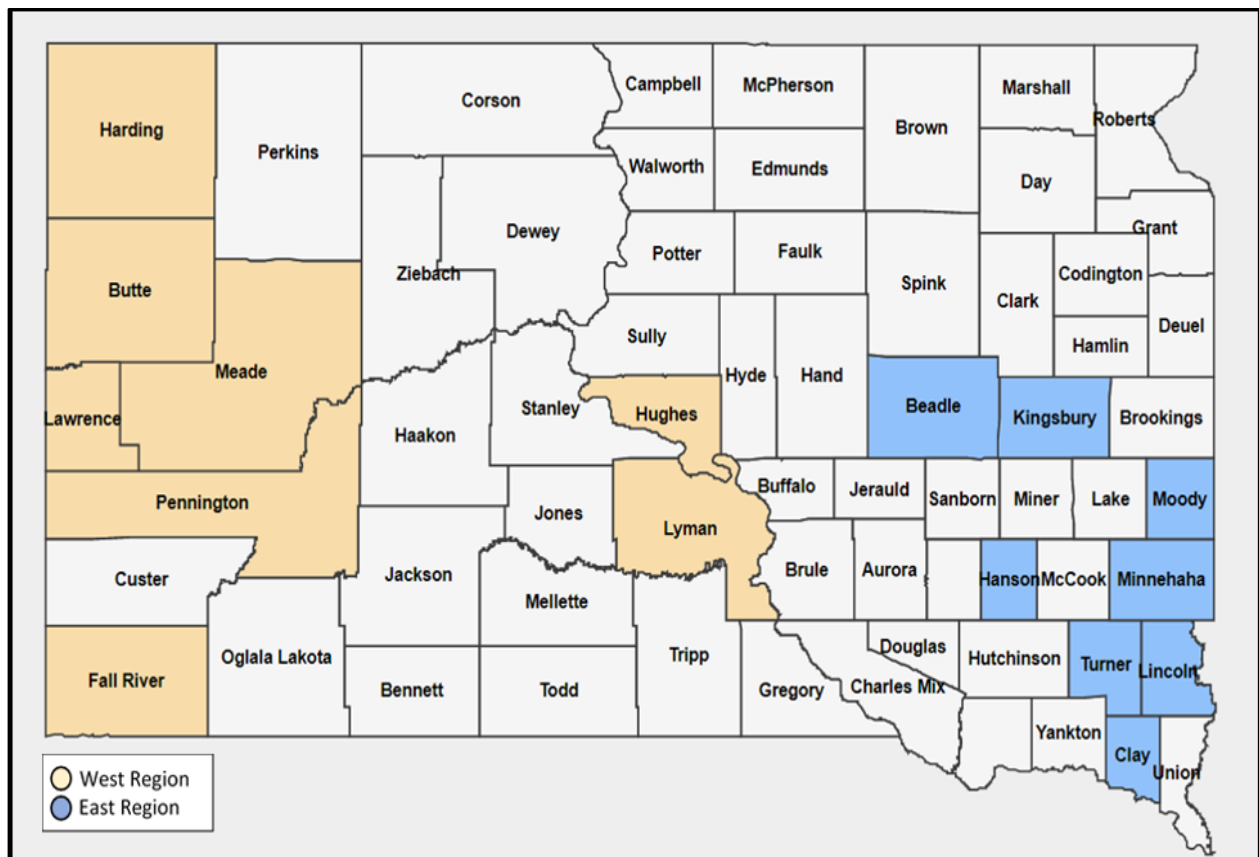 Campbell
McPherson
Marshall
Corson
Roberts
Harding
Brown
Perkins
Walworth
Edmunds
Day
Dewey
Grant
Potter
Faulk
Ziebach
Codington
Spink
Butte
Clark
Sully
Deuel
Hamlin
Meade
Hyde
Hand
Stanley
Beadle
Lawrence
Hughes
Kingsbury
Brookings
Haakon
Buffalo
Jerauld
Sanborn
Miner
Lake
Moody
Pennington
Jones
Lyman
Custer
Jackson
Brule
Aurora
Hanson
McCook
Minnehaha
Mellette
Douglas
Oglala Lakota
Tripp
Hutchinson
Turner
Lincoln
Fall River
Bennett
Todd
Gregory
Charles Mix
Yankton
Clay
Union
West Region
East Region